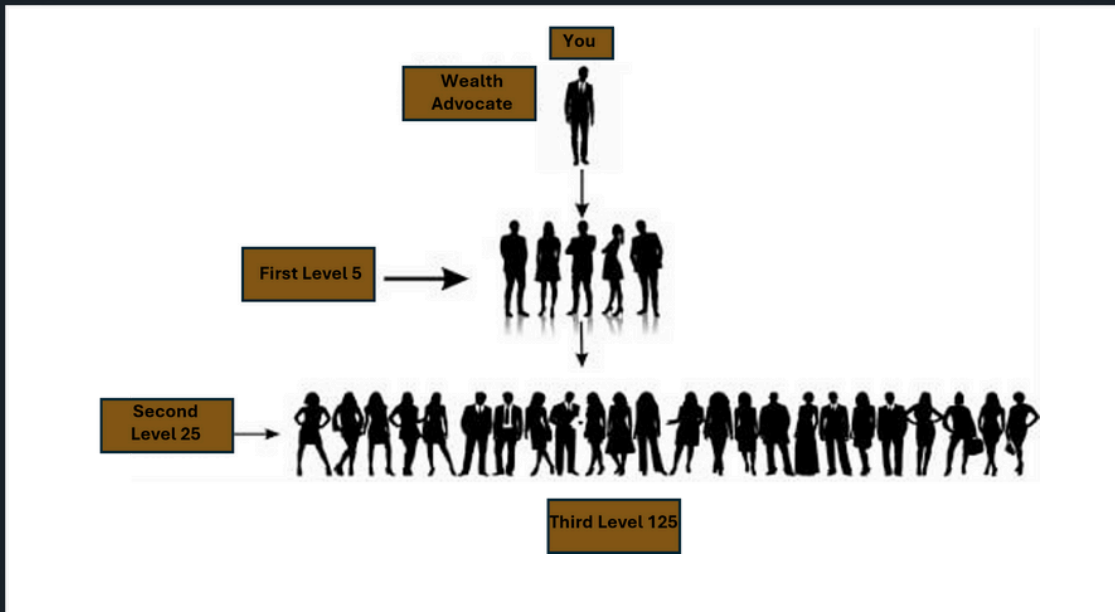 You
Wealth
Advocate
First Level 5
Second
Level 25
Third Level 125